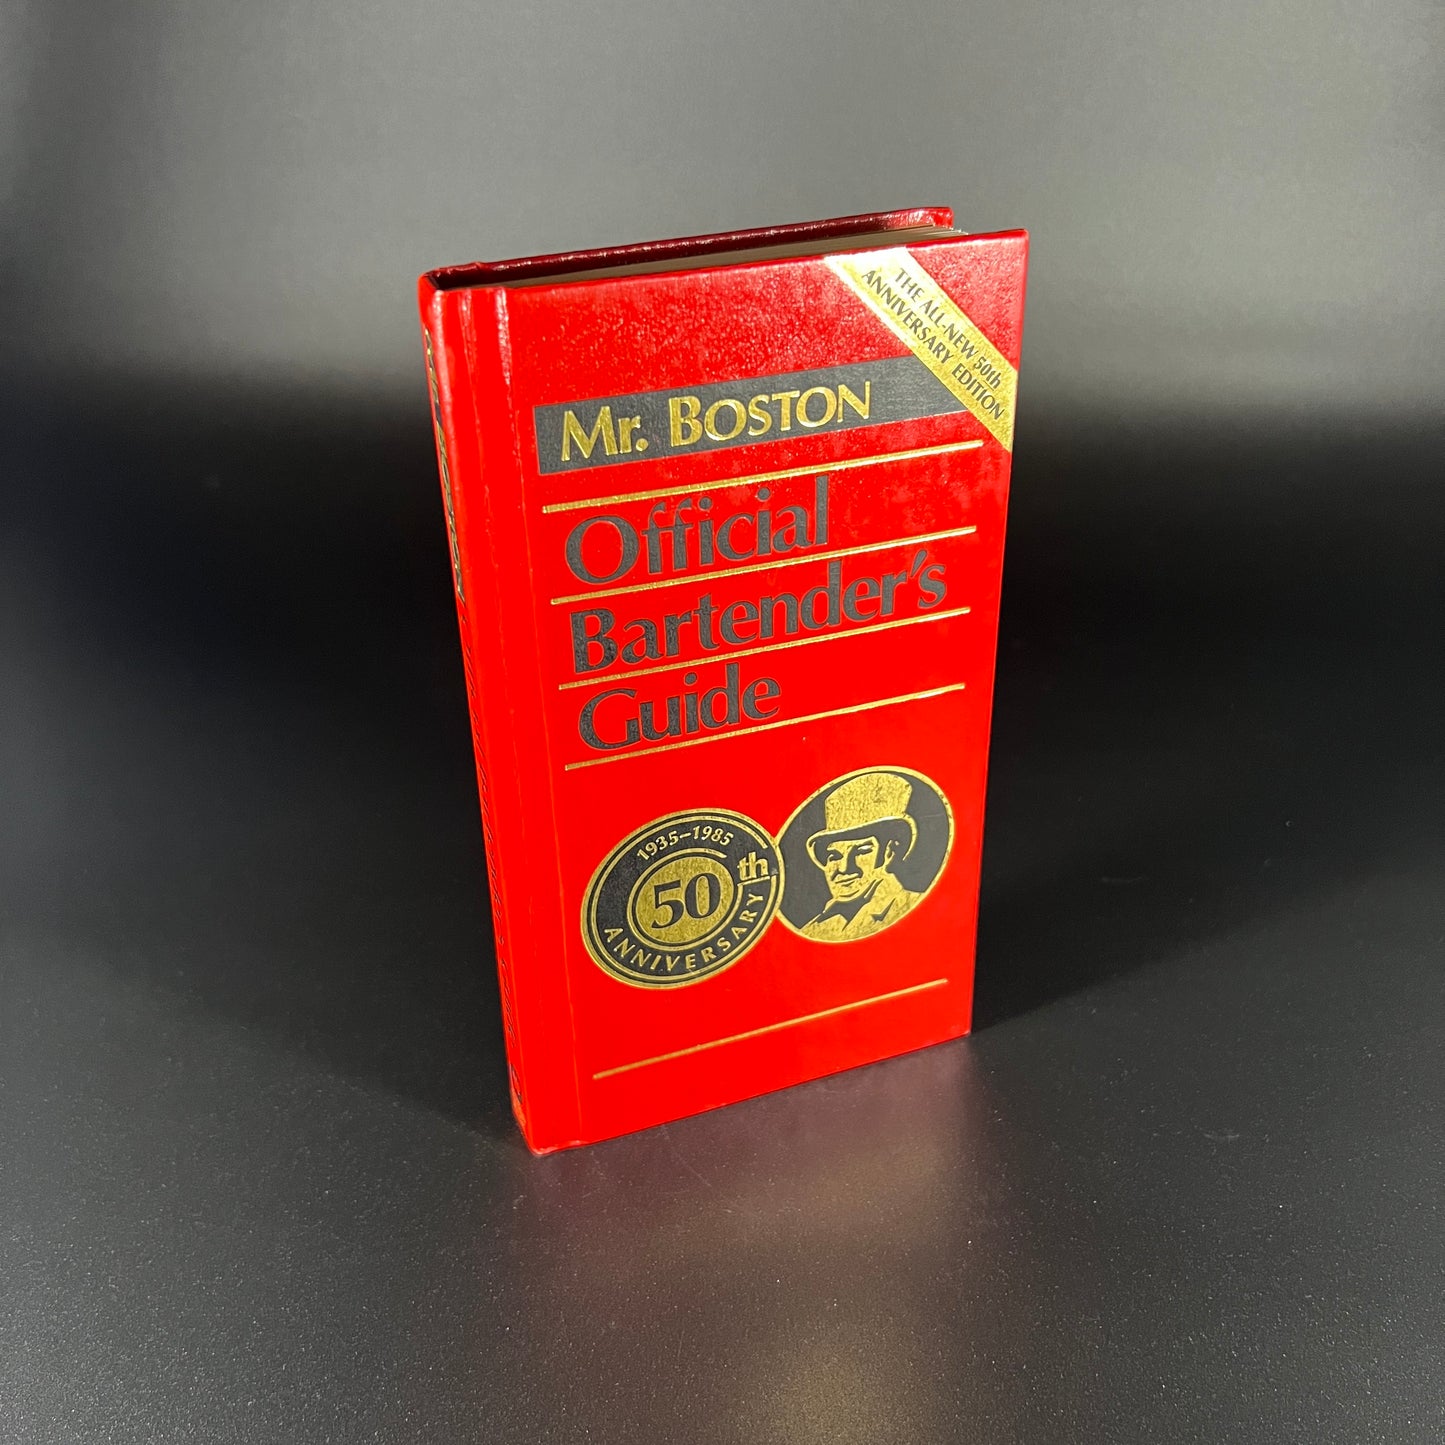 THE ALL-NEW 50th
ANNIVERSARY EDITION
Mr. BOSTON
Official
Bartender's
Guide
1935-1985
50th
ANNIVERSARY